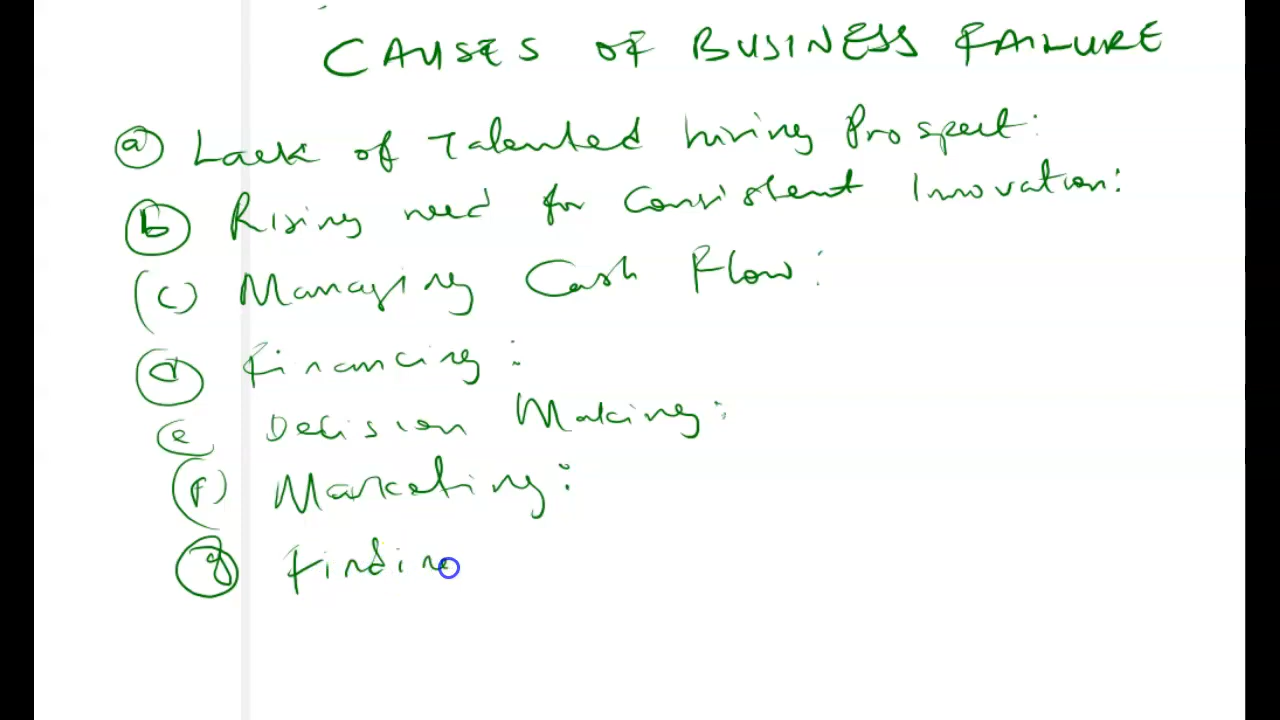 CAUSES OF BUSINESS FAILURE
(a) Lack of Talented hiring Prospect:
(b) Rising need for Consistent Innovation:
(c) Managing Cash Flow:
(d) Financing:
(e Decision Making:
(f) Marketing:
(g) Findin